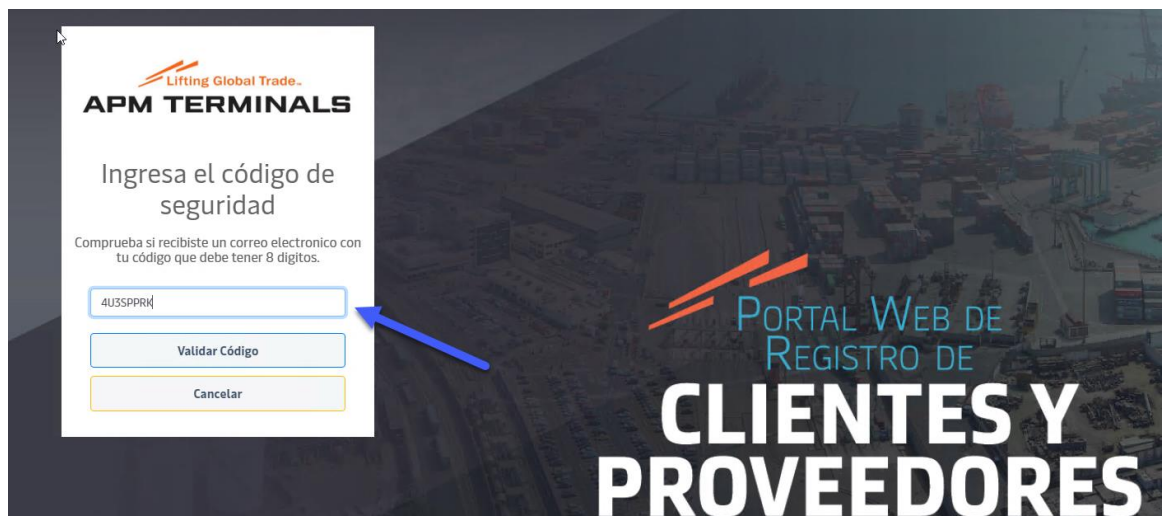 Lifting Global Trade.
APM TERMINALS
Ingresa el código de
seguridad
Comprueba si recibiste un correo electronico con
tu código que debe tener 8 digitos.
4U3SPPRK
Validar Código
Cancelar
PORTAL WEB DE
REGISTRO DE
CLIENTES Y
PROVEEDORES